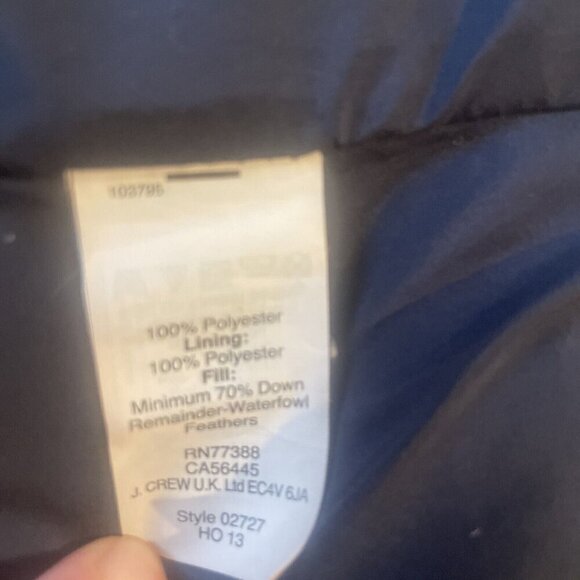 103795
100% Polyester
Lining:
100% Polyester
Fill:
Minimum 70% Down
Remainder-Waterfowl
Feathers
RN77388
CA56445
J. CREW U.K. Ltd EC4V 6JA
Style 02727
HO 13